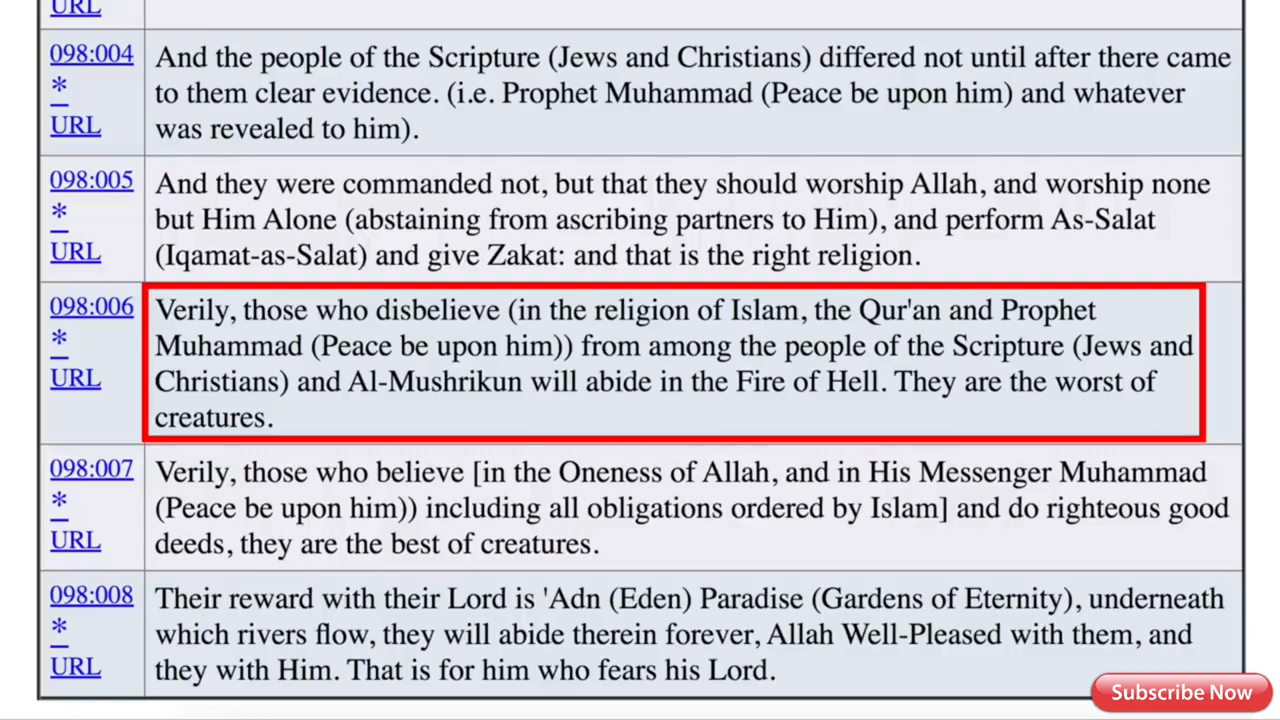 URL
098:004
*
URL
And the people of the Scripture (Jews and Christians) differed not until after there came
to them clear evidence. (i.e. Prophet Muhammad (Peace be upon him) and whatever
was revealed to him).
098:005
*
URL
And they were commanded not, but that they should worship Allah, and worship none
but Him Alone (abstaining from ascribing partners to Him), and perform As-Salat
(Iqamat-as-Salat) and give Zakat: and that is the right religion.
098:006
*
URL
Verily, those who disbelieve (in the religion of Islam, the Qur'an and Prophet
Muhammad (Peace be upon him)) from among the people of the Scripture (Jews and
Christians) and Al-Mushrikun will abide in the Fire of Hell. They are the worst of
creatures.
098:007
*
URL
Verily, those who believe [in the Oneness of Allah, and in His Messenger Muhammad
(Peace be upon him)) including all obligations ordered by Islam] and do righteous good
deeds, they are the best of creatures.
098:008
*
URL
Their reward with their Lord is 'Adn (Eden) Paradise (Gardens of Eternity), underneath
which rivers flow, they will abide therein forever, Allah Well-Pleased with them, and
they with Him. That is for him who fears his Lord.
Subscribe Now